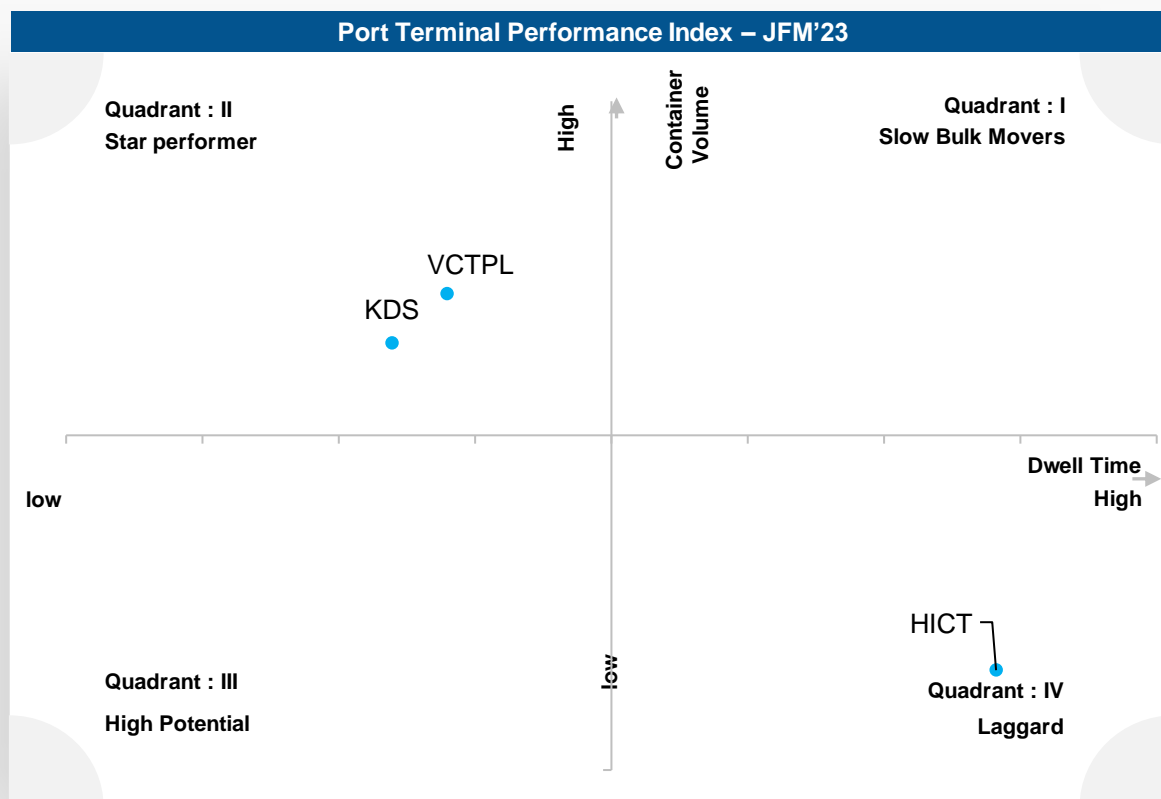 Port Terminal Performance Index – JFM’23
Quadrant : II
Star performer
High
Container
Volume
Quadrant : I
Slow Bulk Movers
VCTPL
KDS
Dwell Time
High
low
HICT
low
Quadrant : III
High Potential
Quadrant : IV
Laggard